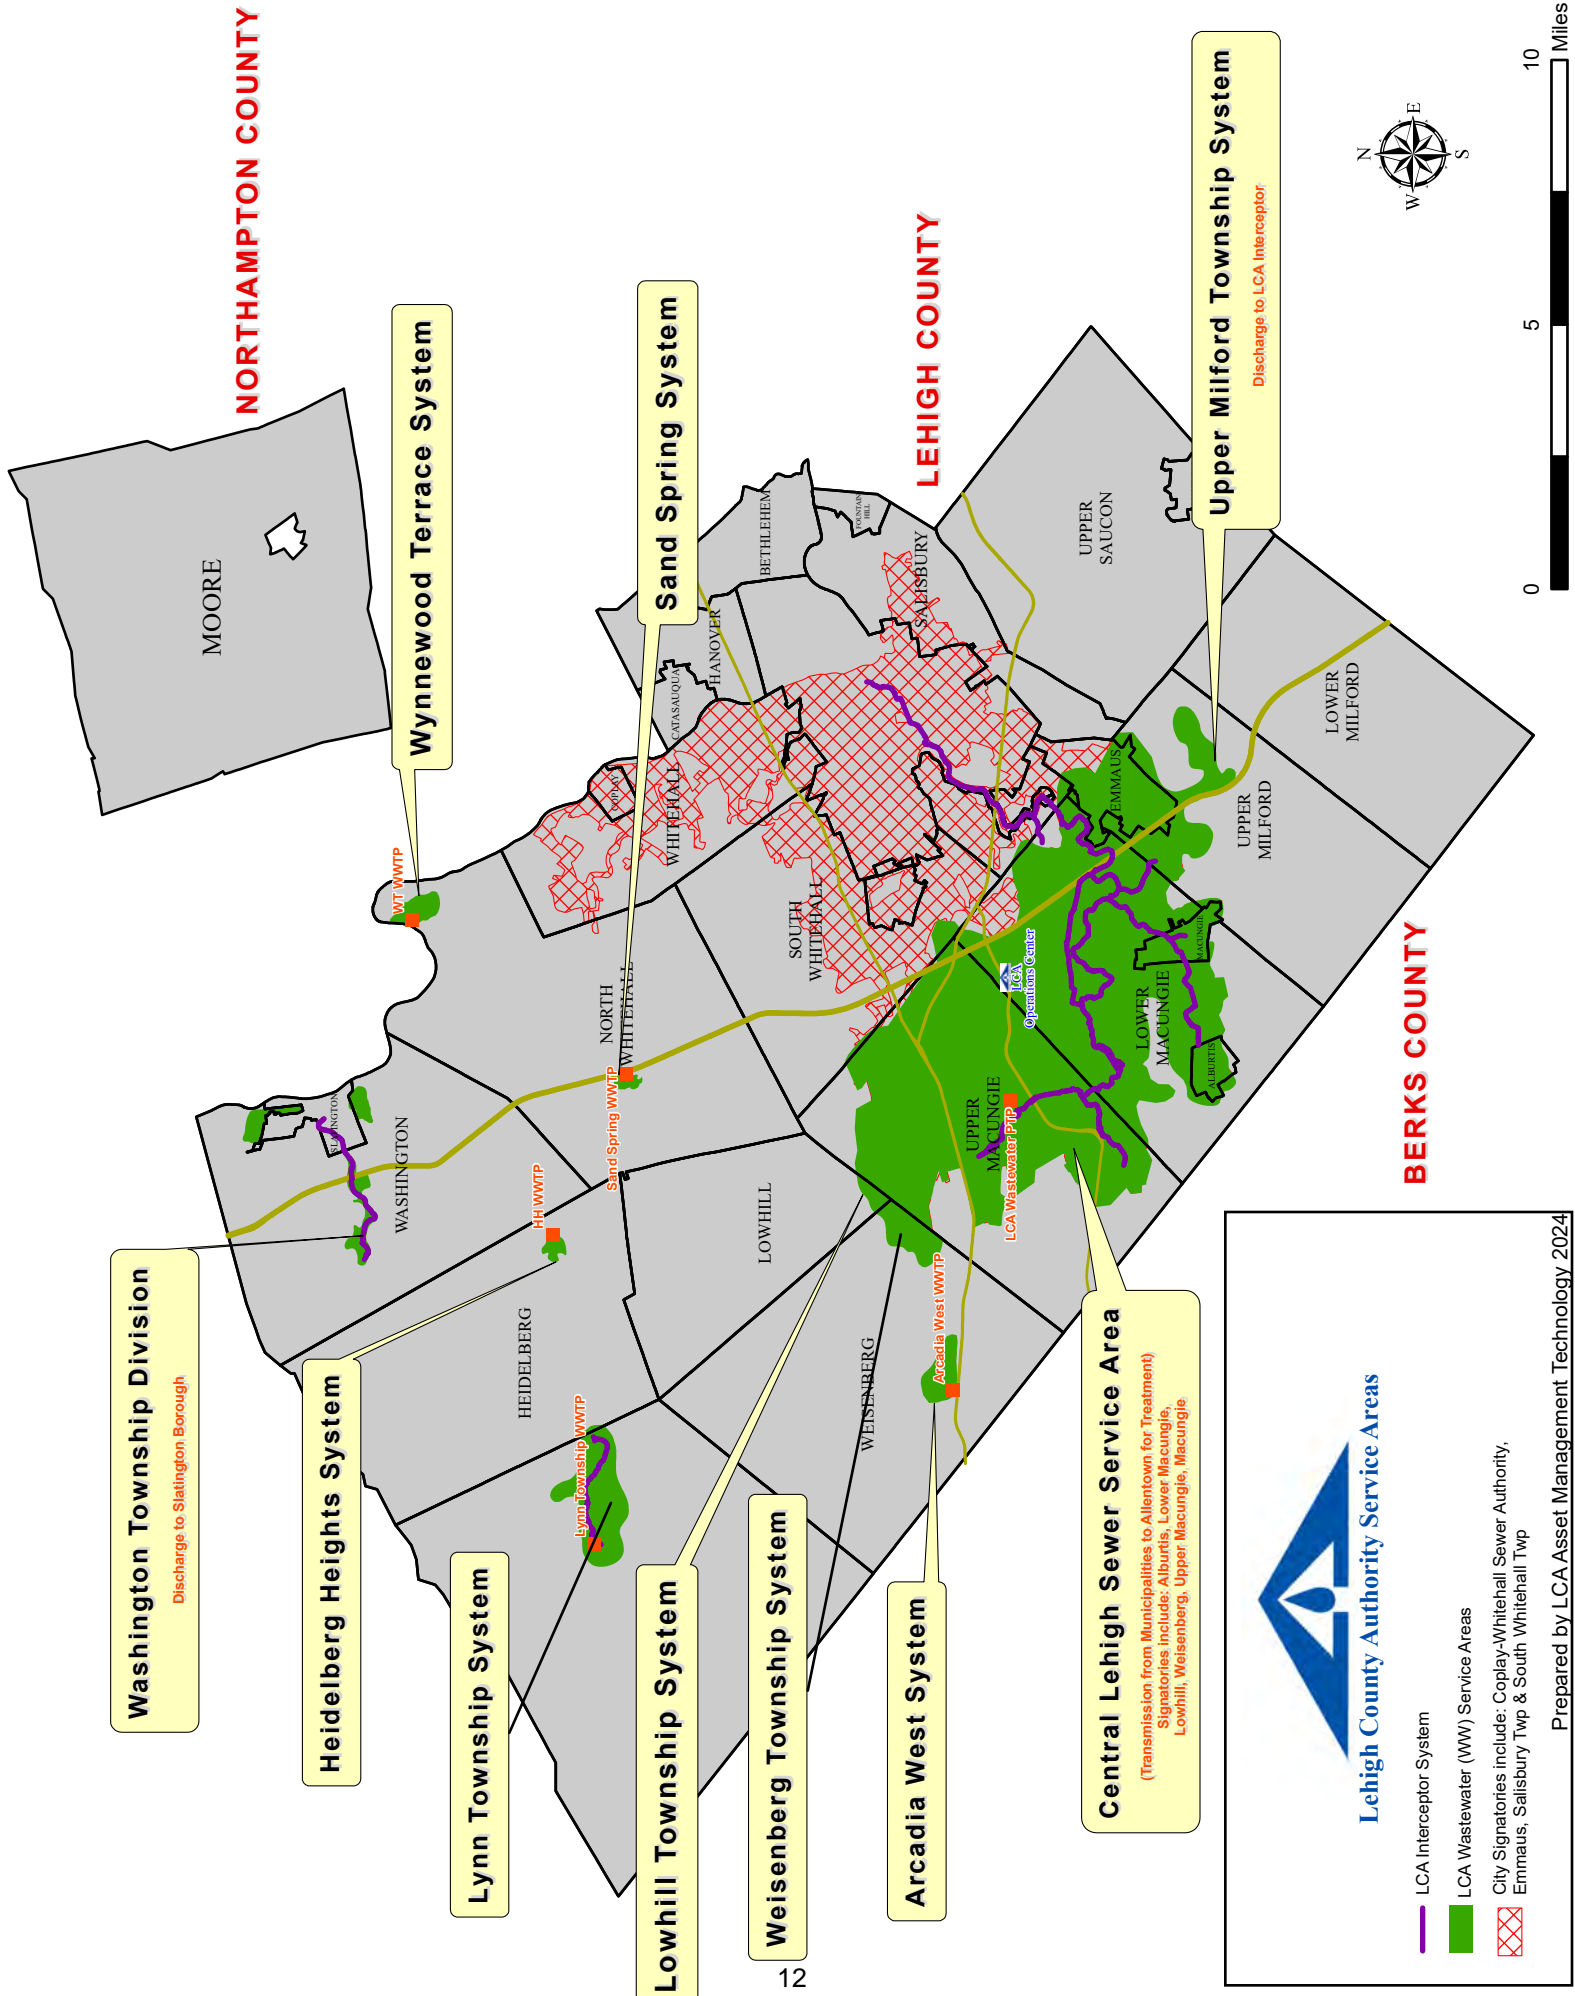 NORTHAMPTON COUNTY
MOORE
Wynnewood Terrace System
Sand Spring System
LEHIGH COUNTY
Upper Milford Township System
Discharge to LCA Interceptor
N
W
E
S
0
5
10
Miles
BETHLEHEM
FOUNTAIN
HILL
HANOVER
CATASAUQUA
SALISBURY
UPPER
SAUCON
COPLAY
WHITEHALL
EMMAUS
LOWER
MILFORD
UPPER
MILFORD
WT WWTP
SOUTH
WHITEHALL
NORTH
WHITEHALL
LCA
Operations Center
MACUNGIE
LOWER
MACUNGIE
ALBURTIS
BERKS COUNTY
SLATINGTON
WASHINGTON
Sand Spring WWTP
HH WWTP
LOWHILL
UPPER
MACUNGIE
LCA Wastewater PTP
HEIDELBERG
WEISENBERG
Arcadia West WWTP
Lynn Township WWTP
Washington Township Division
Discharge to Slatington Borough
Heidelberg Heights System
Lynn Township System
Lowhill Township System
Weisenberg Township System
Arcadia West System
Central Lehigh Sewer Service Area
(Transmission from Municipalities to Allentown for Treatment)
Signatories include: Alburtis, Lower Macungie,
Lowhill, Weisenberg, Upper Macungie, Macungie
Lehigh County Authority Service Areas
LCA Interceptor System
LCA Wastewater (WW) Service Areas
City Signatories include: Coplay-Whitehall Sewer Authority,
Emmaus, Salisbury Twp & South Whitehall Twp
Prepared by LCA Asset Management Technology 2024
12